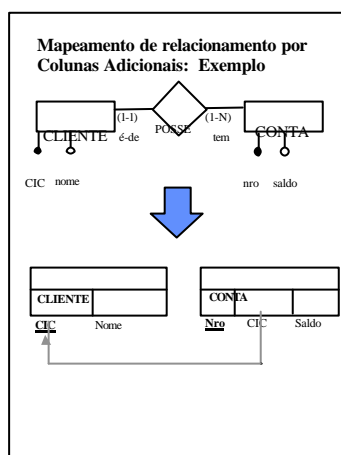 Mapeamento de relacionamento por
Colunas Adicionais: Exemplo
CLIENTE
(1-1)
é-de
POSSE
(1-N)
tem
CONTA
CIC
nome
nro
saldo
CLIENTE
CONTA
CIC
Nome
Nro
CIC
Saldo